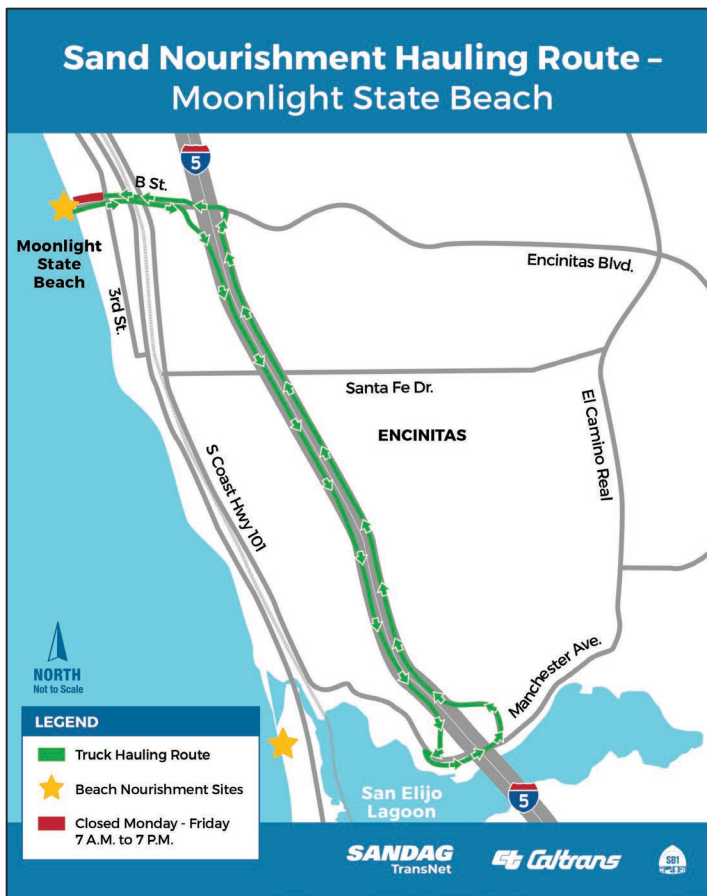 Sand Nourishment Hauling Route –
Moonlight State Beach
5
B St.
Moonlight
State
Beach
Encinitas Blvd.
3rd St.
Santa Fe Dr.
ENCINITAS
El Camino Real
S Coast Hwy 101
Manchester Ave.
NORTH
Not to Scale
LEGEND
Truck Hauling Route
Beach Nourishment Sites
Closed Monday - Friday
7 A.M. to 7 P.M.
San Elijo
Lagoon
5
SANDAG
TransNet
ct Caltrans
SB1